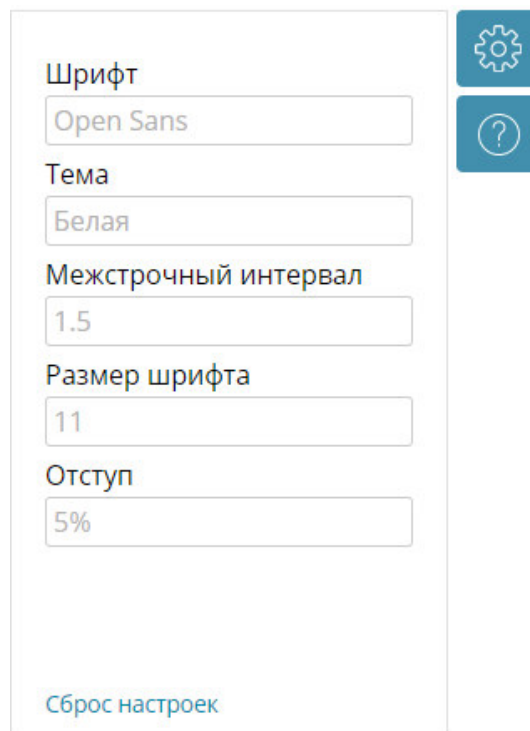 Шрифт
Open Sans
Тема
Белая
Межстрочный интервал
1.5
Размер шрифта
11
Отступ
5%
Сброс настроек
?